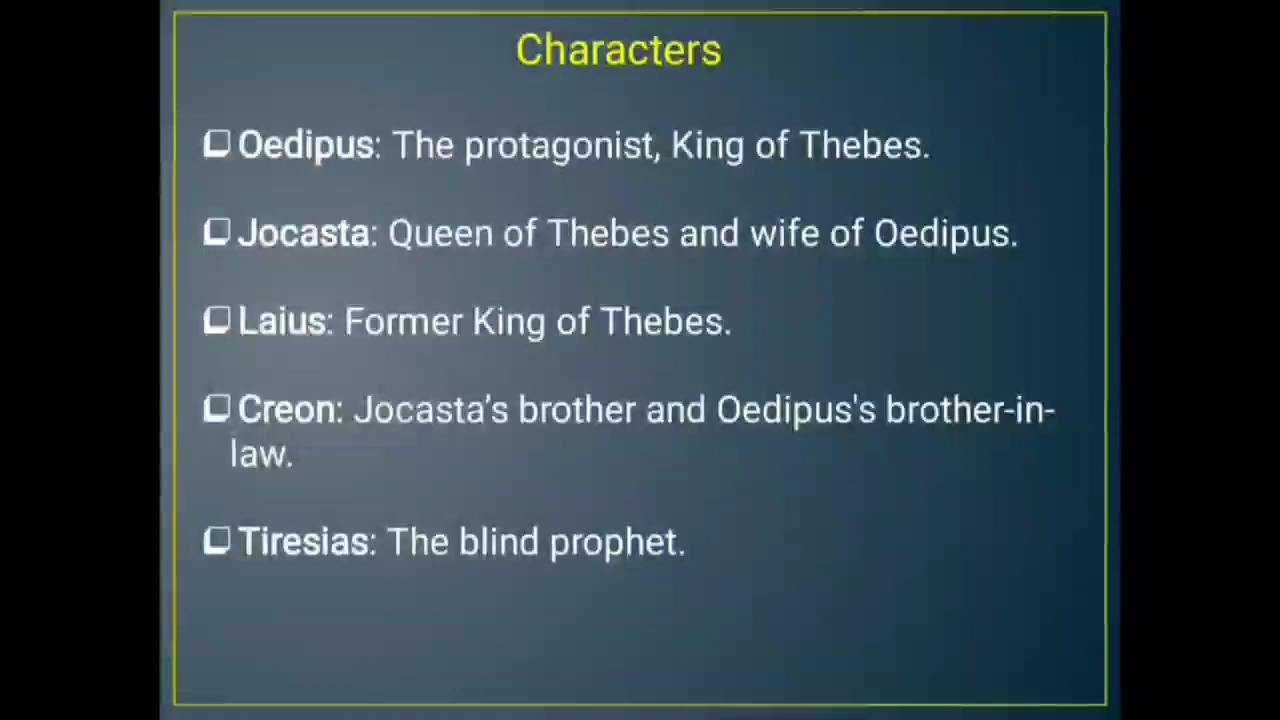 Characters
❑Oedipus: The protagonist, King of Thebes.
❑Jocasta: Queen of Thebes and wife of Oedipus.
❑Laius: Former King of Thebes.
❑Creon: Jocasta’s brother and Oedipus's brother-in-
law.
❑Tiresias: The blind prophet.